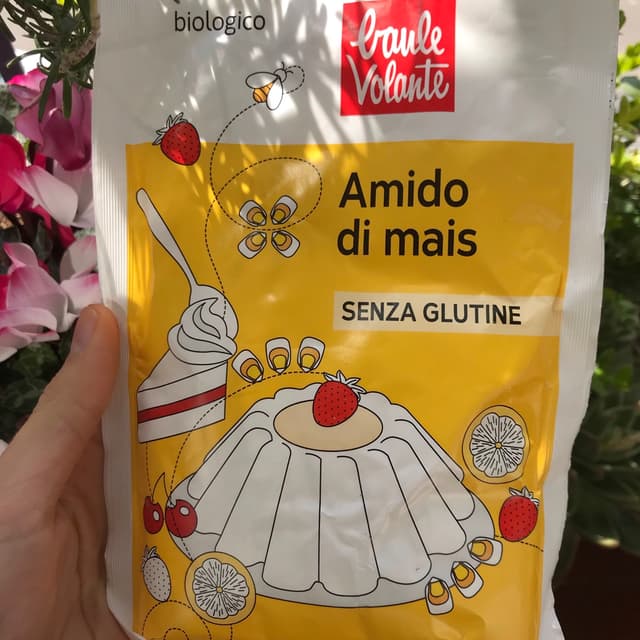 biologico
baule
Volante
Amido
di mais
SENZA GLUTINE